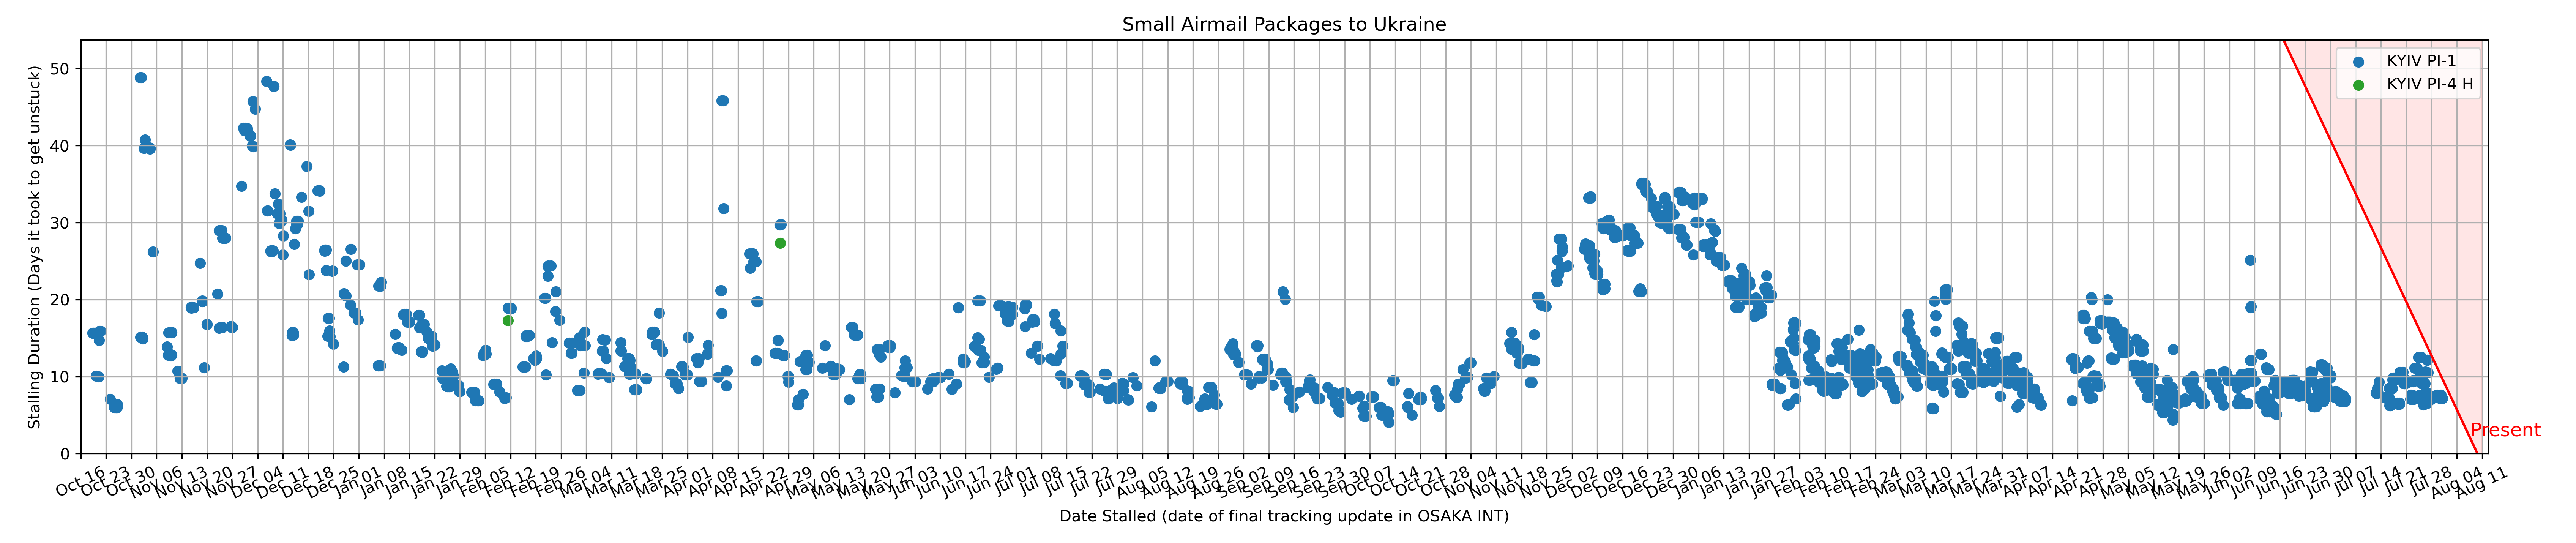 Small Airmail Packages to Ukraine
KYIV PI-1
KYIV PI-4 H
Stalling Duration (Days it took to get unstuck)
50
40
30
20
10
0
Present
Oct 16
Oct 23
Oct 30
Nov 06
Nov 13
Nov 20
Nov 27
Dec 04
Dec 11
Dec 18
Dec 25
Jan 01
Jan 08
Jan 15
Jan 22
Jan 29
Feb 05
Feb 12
Feb 19
Feb 26
Mar 04
Mar 11
Mar 18
Mar 25
Apr 01
Apr 08
Apr 15
Apr 22
Apr 29
May 06
May 13
May 20
May 27
Jun 03
Jun 10
Jun 17
Jun 24
Jul 01
Jul 08
Jul 15
Jul 22
Jul 29
Aug 05
Aug 12
Aug 19
Aug 26
Sep 02
Sep 09
Sep 16
Sep 23
Sep 30
Oct 07
Oct 14
Oct 21
Oct 28
Nov 04
Nov 11
Nov 18
Nov 25
Dec 02
Dec 09
Dec 16
Dec 23
Dec 30
Jan 06
Jan 13
Jan 20
Jan 27
Feb 03
Feb 10
Feb 17
Feb 24
Mar 03
Mar 10
Mar 17
Mar 24
Mar 31
Apr 07
Apr 14
Apr 21
Apr 28
May 05
May 12
May 19
May 26
Jun 02
Jun 09
Jun 16
Jun 23
Jun 30
Jul 07
Jul 14
Jul 21
Jul 28
Aug 04
Aug 11
Date Stalled (date of final tracking update in OSAKA INT)